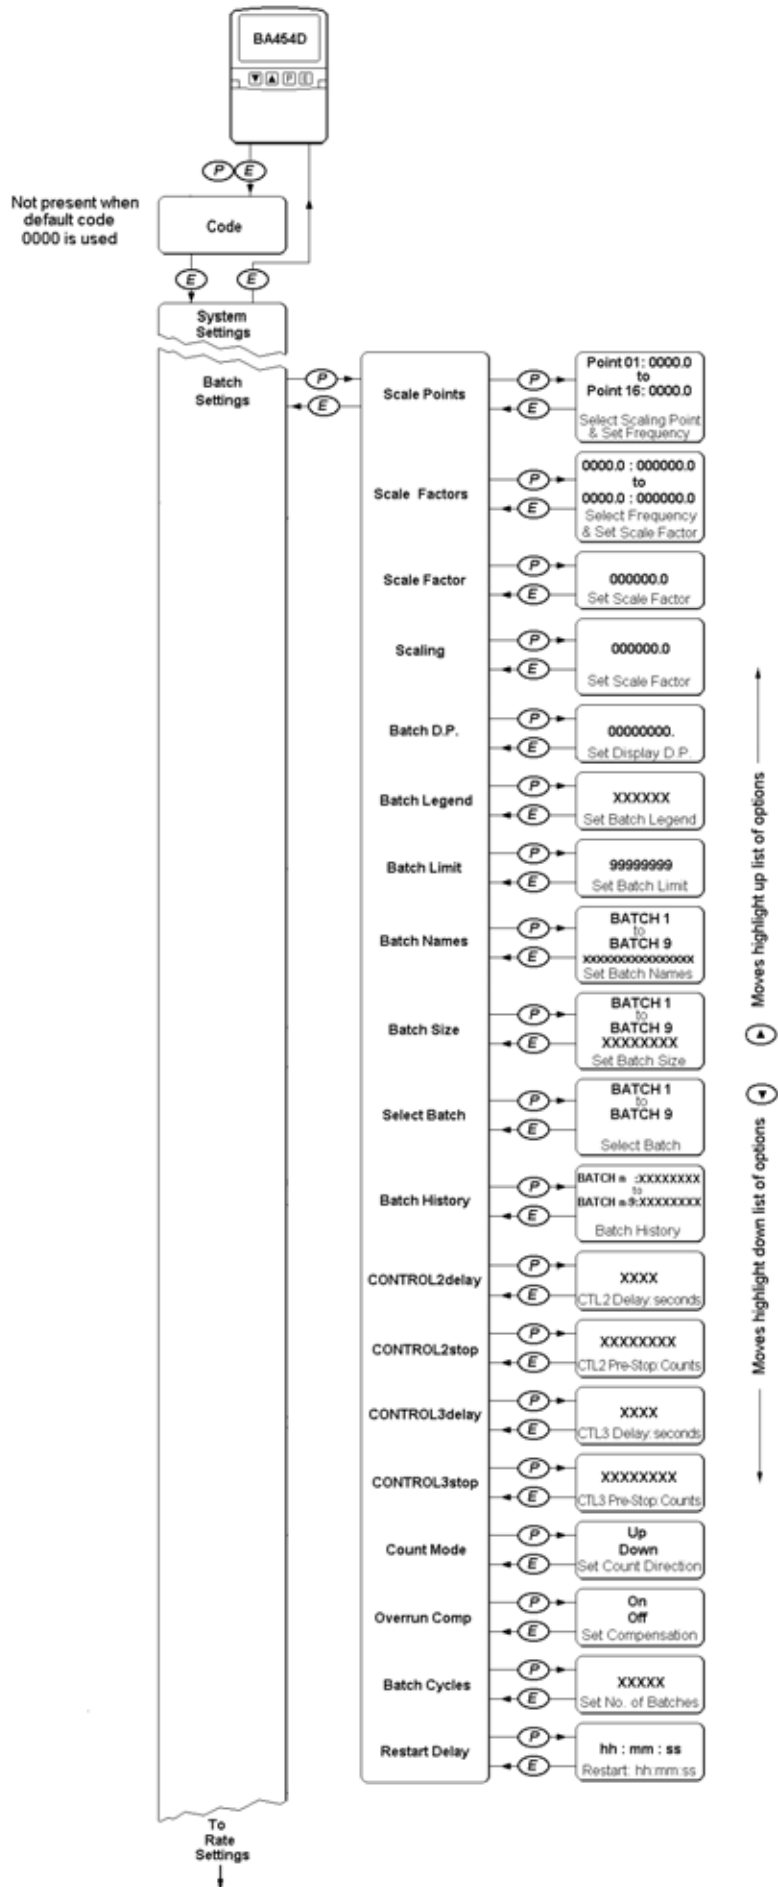 BA454D
P
E
P E
Not present when
default code
0000 is used
Code
E
E
System
Settings
Batch
Settings
P
E
Scale Points
P
E
Point 01: 0000.0
to
Point 16: 0000.0
Select Scaling Point
& Set Frequency
Scale Factors
P
E
0000.0 : 000000.0
to
0000.0 : 000000.0
Select Frequency
& Set Scale Factor
Scale Factor
P
E
000000.0
Set Scale Factor
Scaling
P
E
000000.0
Set Scale Factor
Batch D.P.
P
E
00000000.
Set Display D.P.
Batch Legend
P
E
XXXXXX
Set Batch Legend
Batch Limit
P
E
99999999
Set Batch Limit
Batch Names
P
E
BATCH 1
to
BATCH 9
xxxxxxxxxxxxxxxx
Set Batch Names
Batch Size
P
E
BATCH 1
to
BATCH 9
XXXXXXXX
Set Batch Size
Select Batch
P
E
BATCH 1
to
BATCH 9
Select Batch
Batch History
P
E
BATCH n :XXXXXXXX
to
BATCH n-9:XXXXXXXX
Batch History
CONTROL2delay
P
E
XXXX
CTL2 Delay: seconds
CONTROL2stop
P
E
XXXXXXXX
CTL2 Pre-Stop: Counts
CONTROL3delay
P
E
XXXX
CTL3 Delay: seconds
CONTROL3stop
P
E
XXXXXXXX
CTL3 Pre-Stop: Counts
Count Mode
P
E
Up
Down
Set Count Direction
Overrun Comp
P
E
On
Off
Set Compensation
Batch Cycles
P
E
XXXXX
Set No. of Batches
Restart Delay
P
E
hh : mm : ss
Restart: hh:mm:ss
To
Rate
Settings
Moves highlight up list of options
Moves highlight down list of options